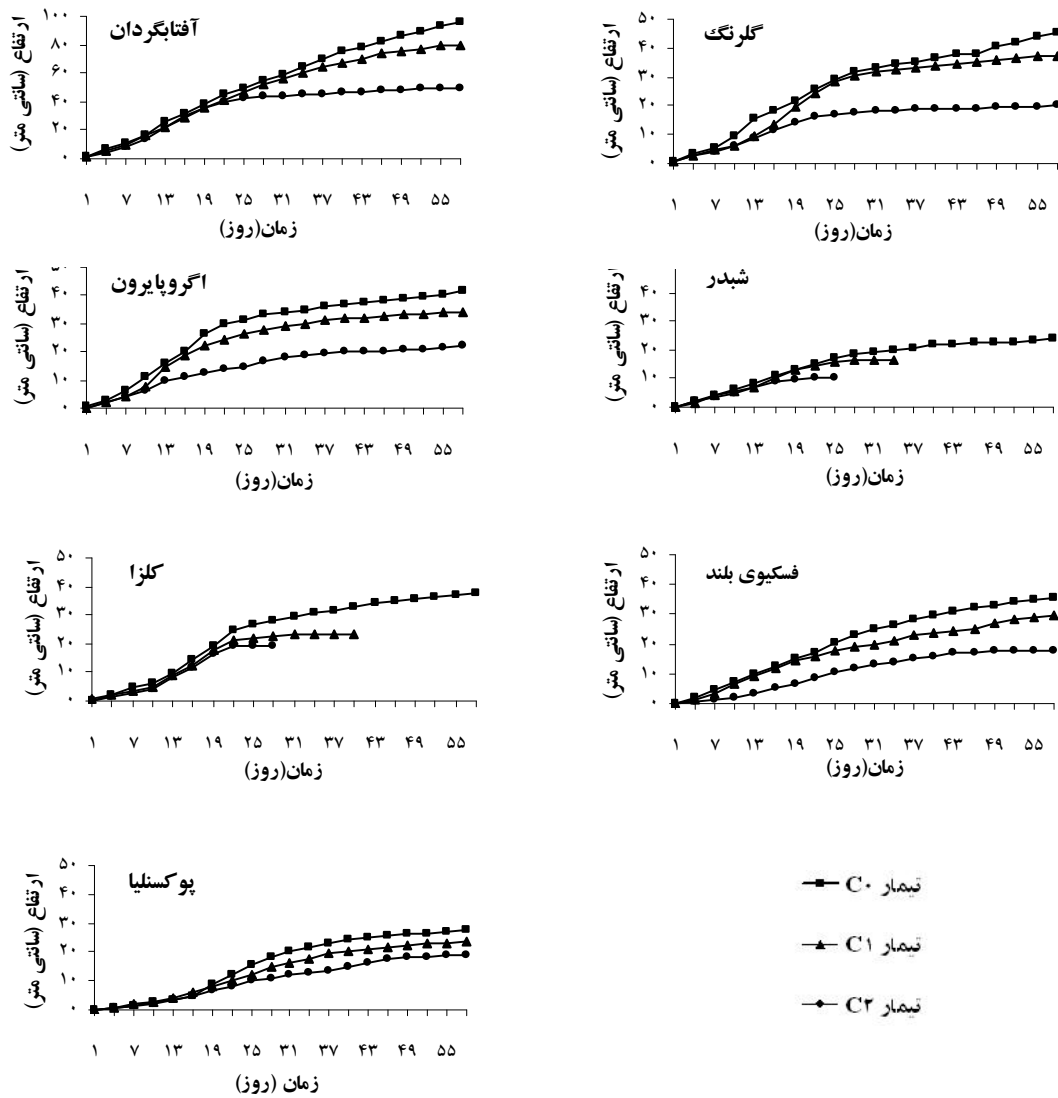 آفتابگردان
ارتفاع (سانتی متر)
۱۰۰
۸۰
۶۰
۴۰
۲۰
۰
۱ ۷ ۱۳ ۱۹ ۲۵ ۳۱ ۳۷ ۴۳ ۴۹ ۵۵
زمان(روز)
گلرنگ
ارتفاع (سانتی متر)
۵۰
۴۰
۳۰
۲۰
۱۰
۰
۱ ۷ ۱۳ ۱۹ ۲۵ ۳۱ ۳۷ ۴۳ ۴۹ ۵۵
زمان(روز)
اگروپایرون
ارتفاع (سانتی متر)
۵۰
۴۰
۳۰
۲۰
۱۰
۰
۱ ۷ ۱۳ ۱۹ ۲۵ ۳۱ ۳۷ ۴۳ ۴۹ ۵۵
زمان(روز)
شبدر
ارتفاع (سانتی متر)
۴۰
۳۰
۲۰
۱۰
۰
۱ ۷ ۱۳ ۱۹ ۲۵ ۳۱ ۳۷ ۴۳ ۴۹ ۵۵
زمان(روز)
کلزا
ارتفاع (سانتی متر)
۵۰
۴۰
۳۰
۲۰
۱۰
۰
۱ ۷ ۱۳ ۱۹ ۲۵ ۳۱ ۳۷ ۴۳ ۴۹ ۵۵
زمان(روز)
فسکیوی بلند
ارتفاع (سانتی متر)
۵۰
۴۰
۳۰
۲۰
۱۰
۰
۱ ۷ ۱۳ ۱۹ ۲۵ ۳۱ ۳۷ ۴۳ ۴۹ ۵۵
زمان(روز)
پوکسنلیا
ارتفاع (سانتی متر)
۵۰
۴۰
۳۰
۲۰
۱۰
۰
۱ ۷ ۱۳ ۱۹ ۲۵ ۳۱ ۳۷ ۴۳ ۴۹ ۵۵
زمان (روز)
تیمار C۰
تیمار C۱
تیمار C۲